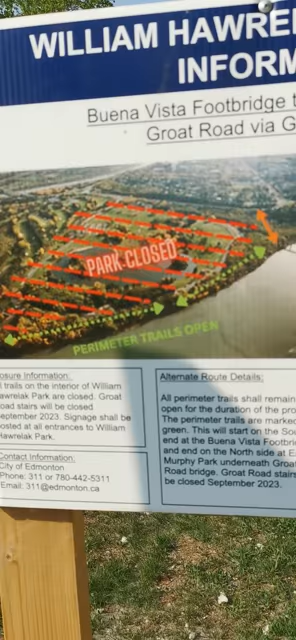 WILLIAM HAWRE
INFORM
Buena Vista Footbridge t
Groat Road via G
PARK CLOSED
PERIMETER TRAILS OPEN
osure Information:
l trails on the interior of William
awrelak Park are closed. Groat
oad stairs will be closed
eptember 2023. Signage shall be
osted at all entrances to William
awrelak Park.
Contact Information:
City of Edmonton
Phone: 311 or 780-442-5311
Email: 311@edmonton.ca
Alternate Route Details:
All perimeter trails shall remain
open for the duration of the pro
The perimeter trails are marked
green. This will start on the Sou
end at the Buena Vista Footbri
and end on the North side at E
Murphy Park underneath Groa
Road bridge. Groat Road stair
be closed September 2023.